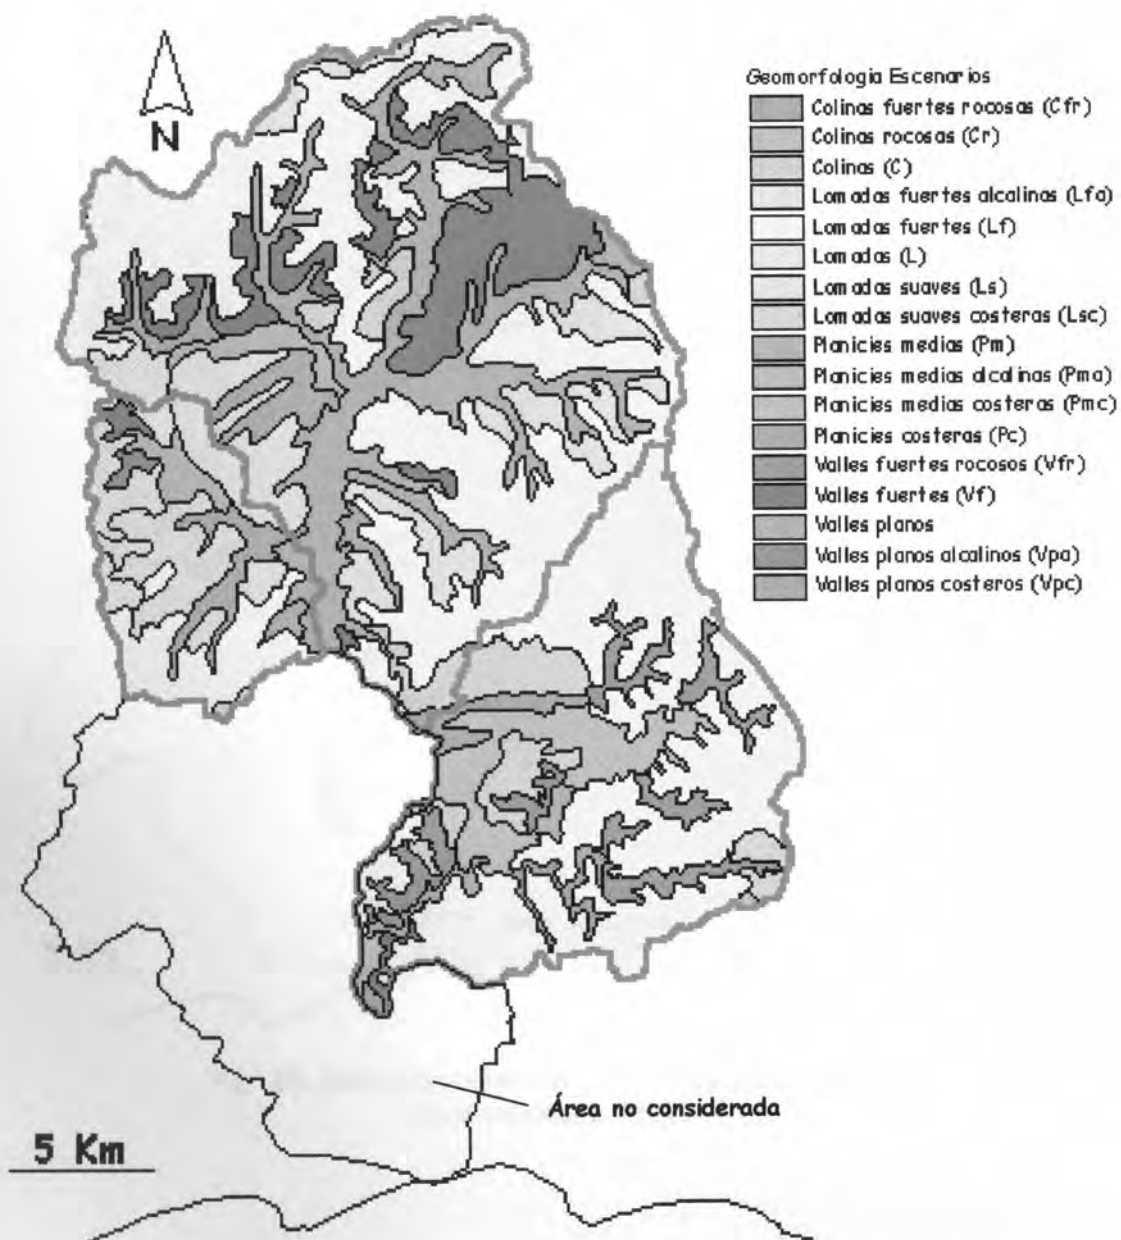 N
Geomorfologia Escenarios
Colinas fuertes rocosas (Cfr)
Colinas rocosas (Cr)
Colinas (C)
Lomadas fuertes alcalinas (Lfa)
Lomadas fuertes (Lf)
Lomadas (L)
Lomadas suaves (Ls)
Lomadas suaves costeras (Lsc)
Planicies medias (Pm)
Planicies medias alcalinas (Pma)
Planicies medias costeras (Pmc)
Planicies costeras (Pc)
Valles fuertes rocosos (Vfr)
Valles fuertes (Vf)
Valles planos
Valles planos alcalinos (Vpa)
Valles planos costeros (Vpc)
Área no considerada
5 Km